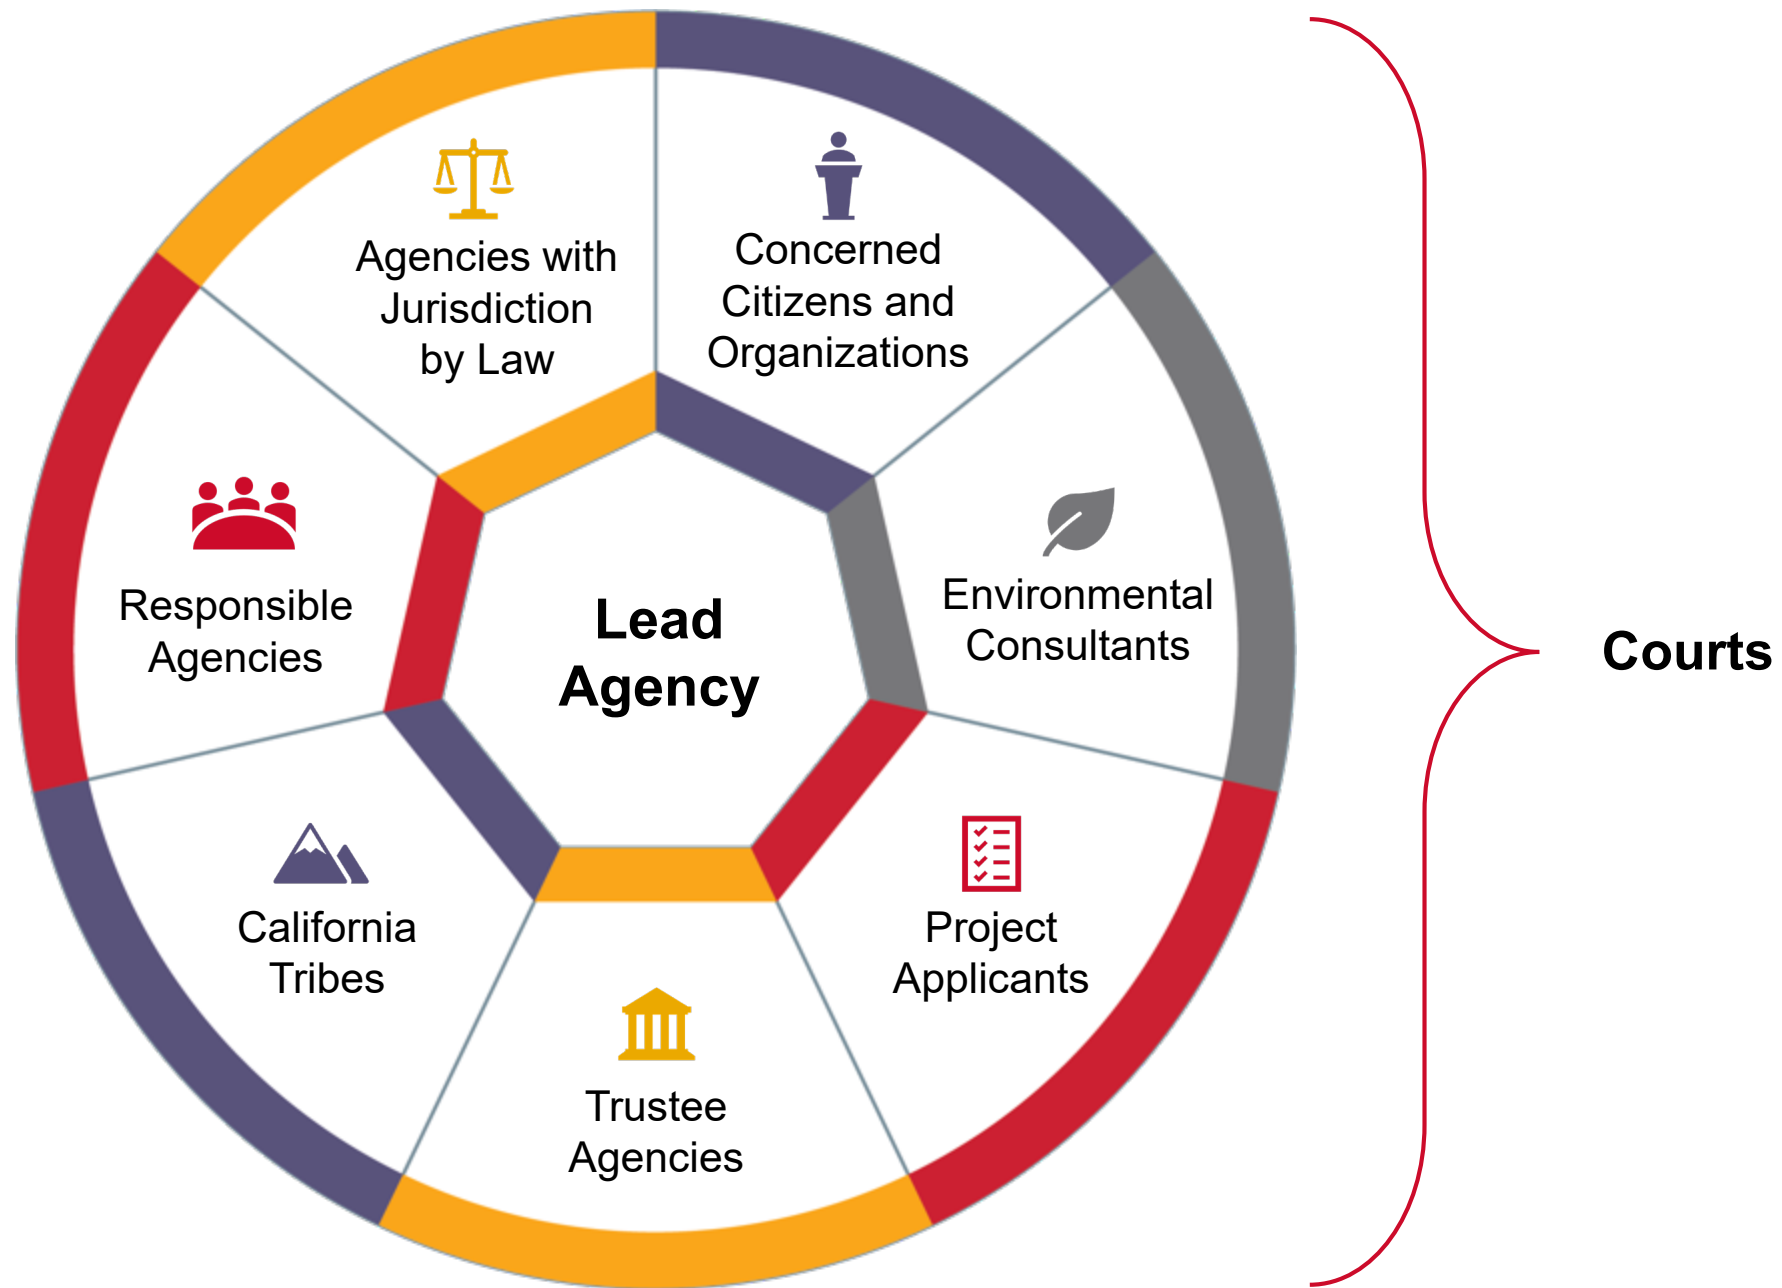 Agencies with
Jurisdiction
by Law
Concerned
Citizens and
Organizations
Responsible
Agencies
Lead
Agency
Environmental
Consultants
Courts
California
Tribes
Project
Applicants
Trustee
Agencies